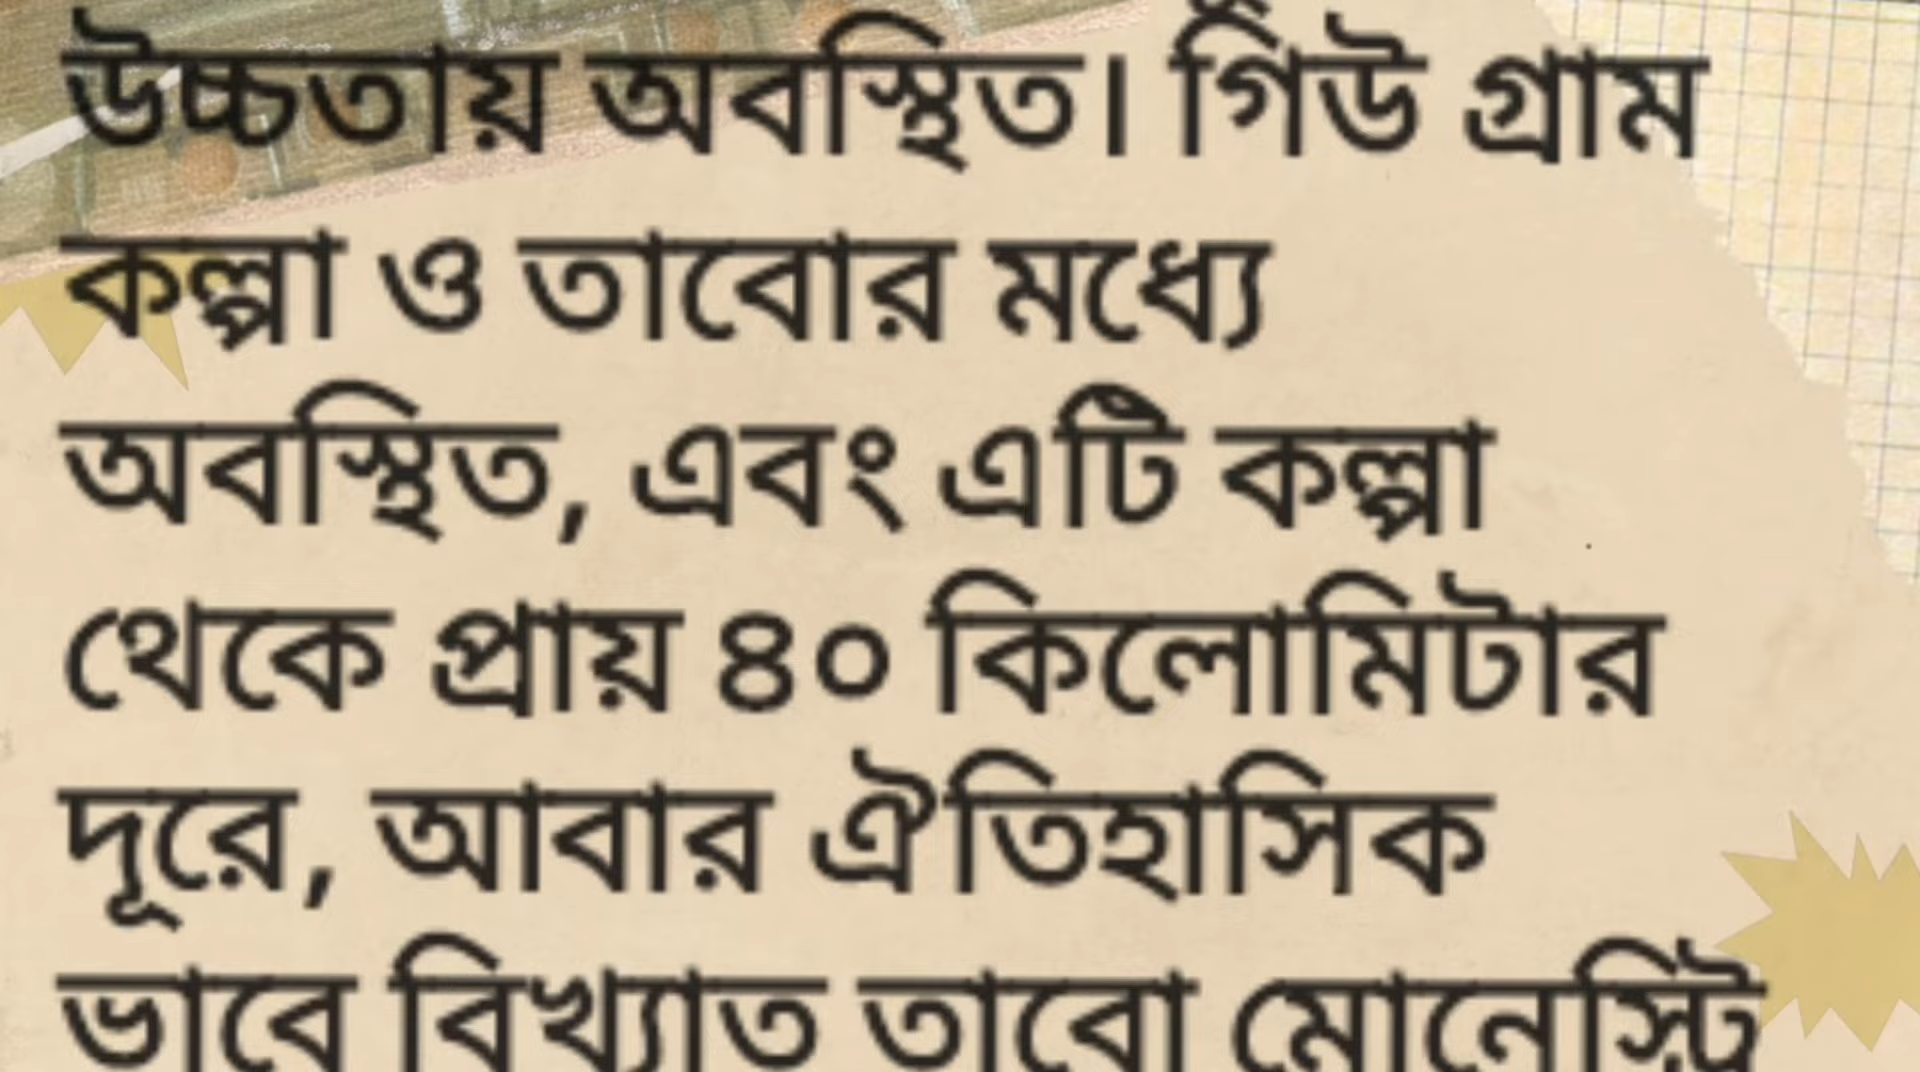 উচ্চতায় অবস্থিত। গিউ গ্রাম
কল্পা ও তাবোর মধ্যে
অবস্থিত, এবং এটি কল্পা
থেকে প্রায় ৪০ কিলোমিটার
দূরে, আবার ঐতিহাসিক
ভাবে বিখ্যাত তাবো মোনেস্ট্রি